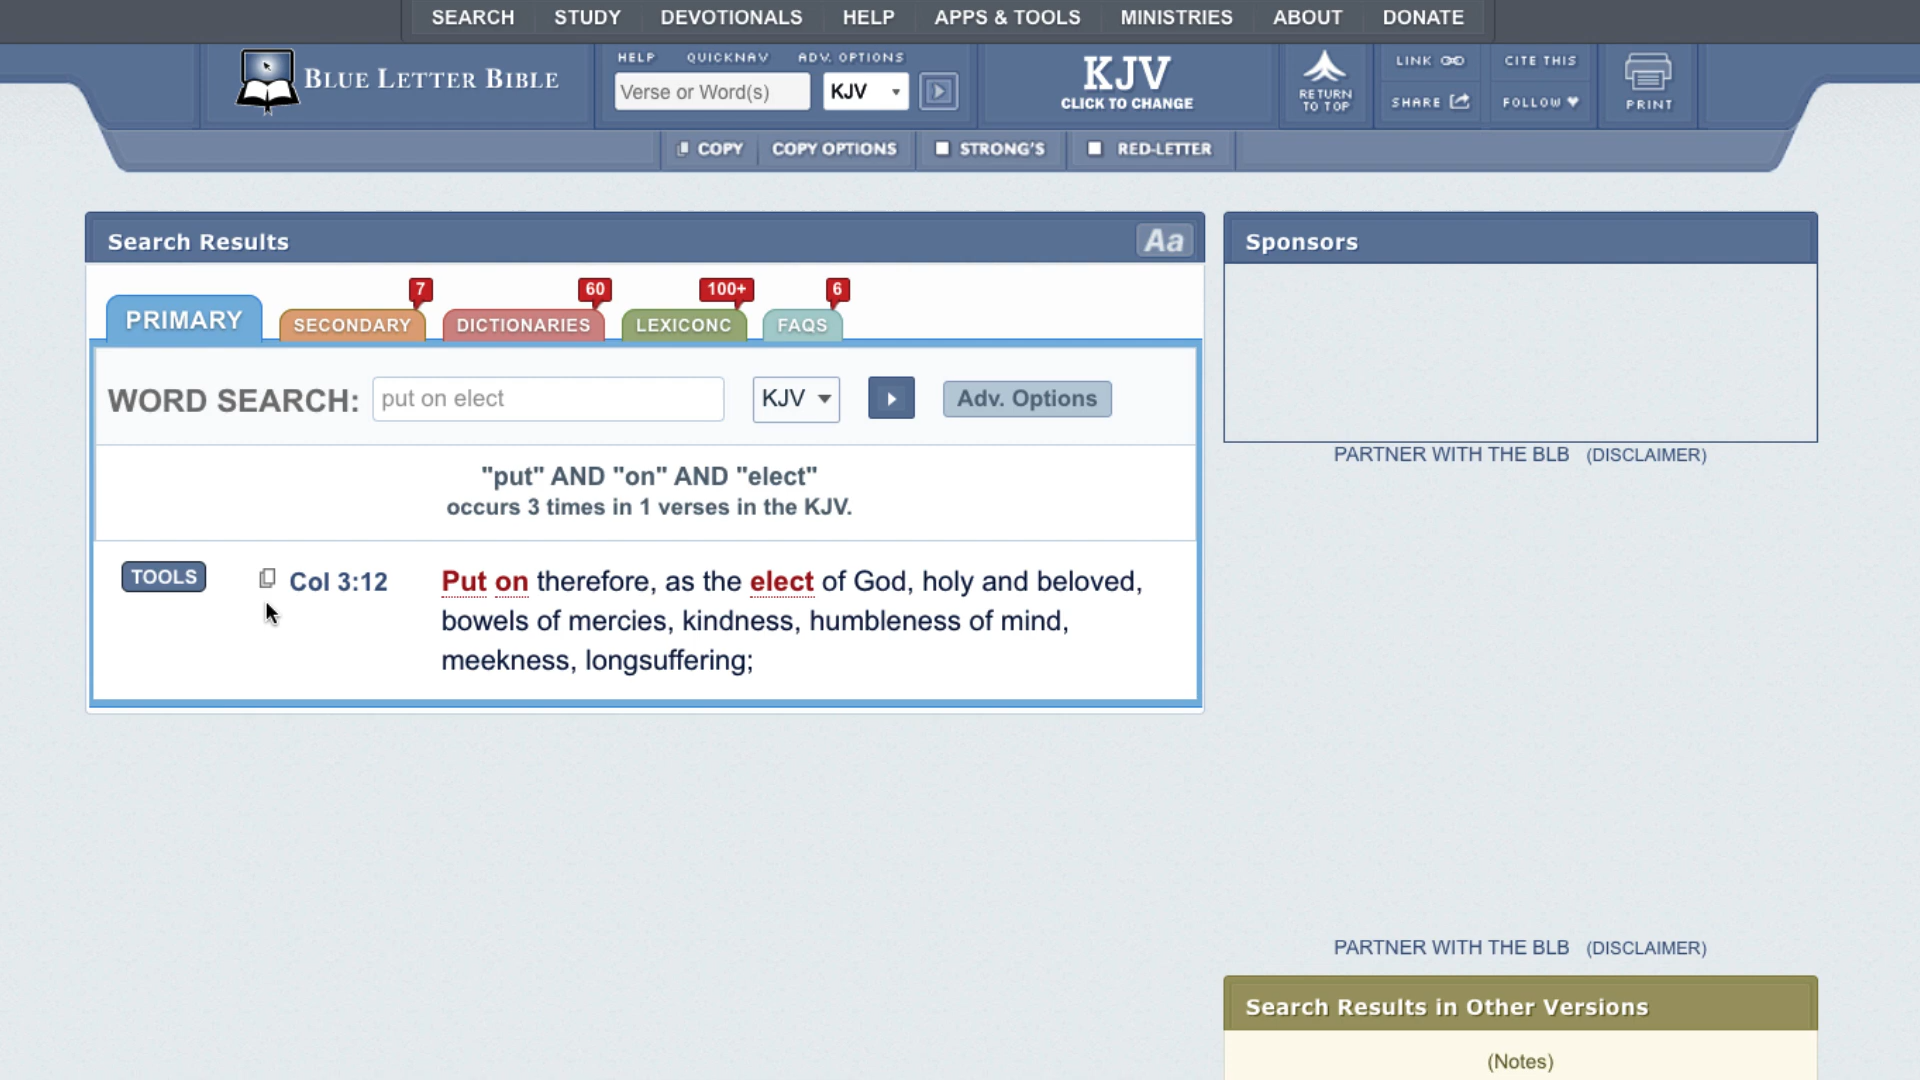 SEARCH STUDY DEVOTIONALS HELP APPS & TOOLS MINISTRIES ABOUT DONATE
BLUE LETTER BIBLE
HELP QUICKNAV ADV. OPTIONS
Verse or Word(s) KJV
KJV
CLICK TO CHANGE
RETURN
TO TOP
LINK
SHARE
CITE THIS
FOLLOW
PRINT
COPY COPY OPTIONS STRONG'S RED-LETTER
Search Results Aa
PRIMARY
SECONDARY 7
DICTIONARIES 60
LEXICONC 100+
FAQS 6
WORD SEARCH: put on elect KJV Adv. Options
"put" AND "on" AND "elect"
occurs 3 times in 1 verses in the KJV.
TOOLS Col 3:12 Put on therefore, as the elect of God, holy and beloved,
bowels of mercies, kindness, humbleness of mind,
meekness, longsuffering;
Sponsors
PARTNER WITH THE BLB (DISCLAIMER)
PARTNER WITH THE BLB (DISCLAIMER)
Search Results in Other Versions
(Notes)